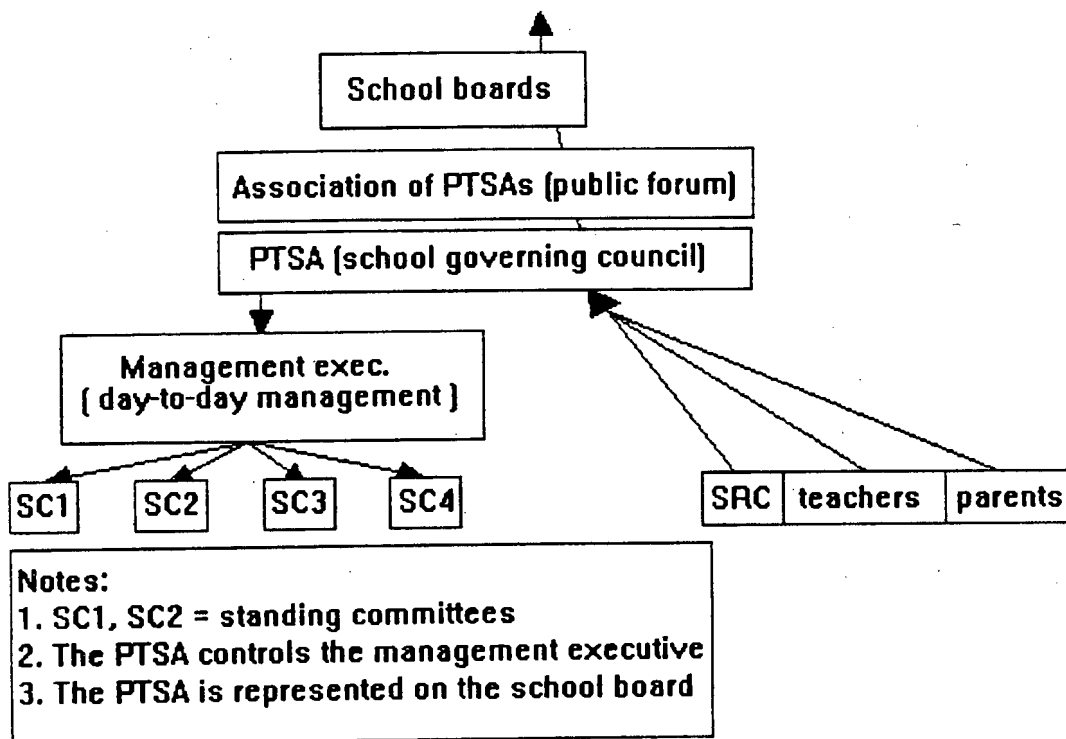 School boards
Association of PTSAs (public forum)
PTSA (school governing council)
Management exec.
( day-to-day management )
SC1 SC2 SC3 SC4
SRC teachers parents
Notes:
1. SC1, SC2 = standing committees
2. The PTSA controls the management executive
3. The PTSA is represented on the school board